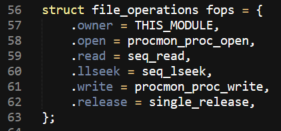 56 struct file_operations fops = {
57 .owner = THIS_MODULE,
58 .open = procmon_proc_open,
59 .read = seq_read,
60 .llseek = seq_lseek,
61 .write = procmon_proc_write,
62 .release = single_release,
63 };